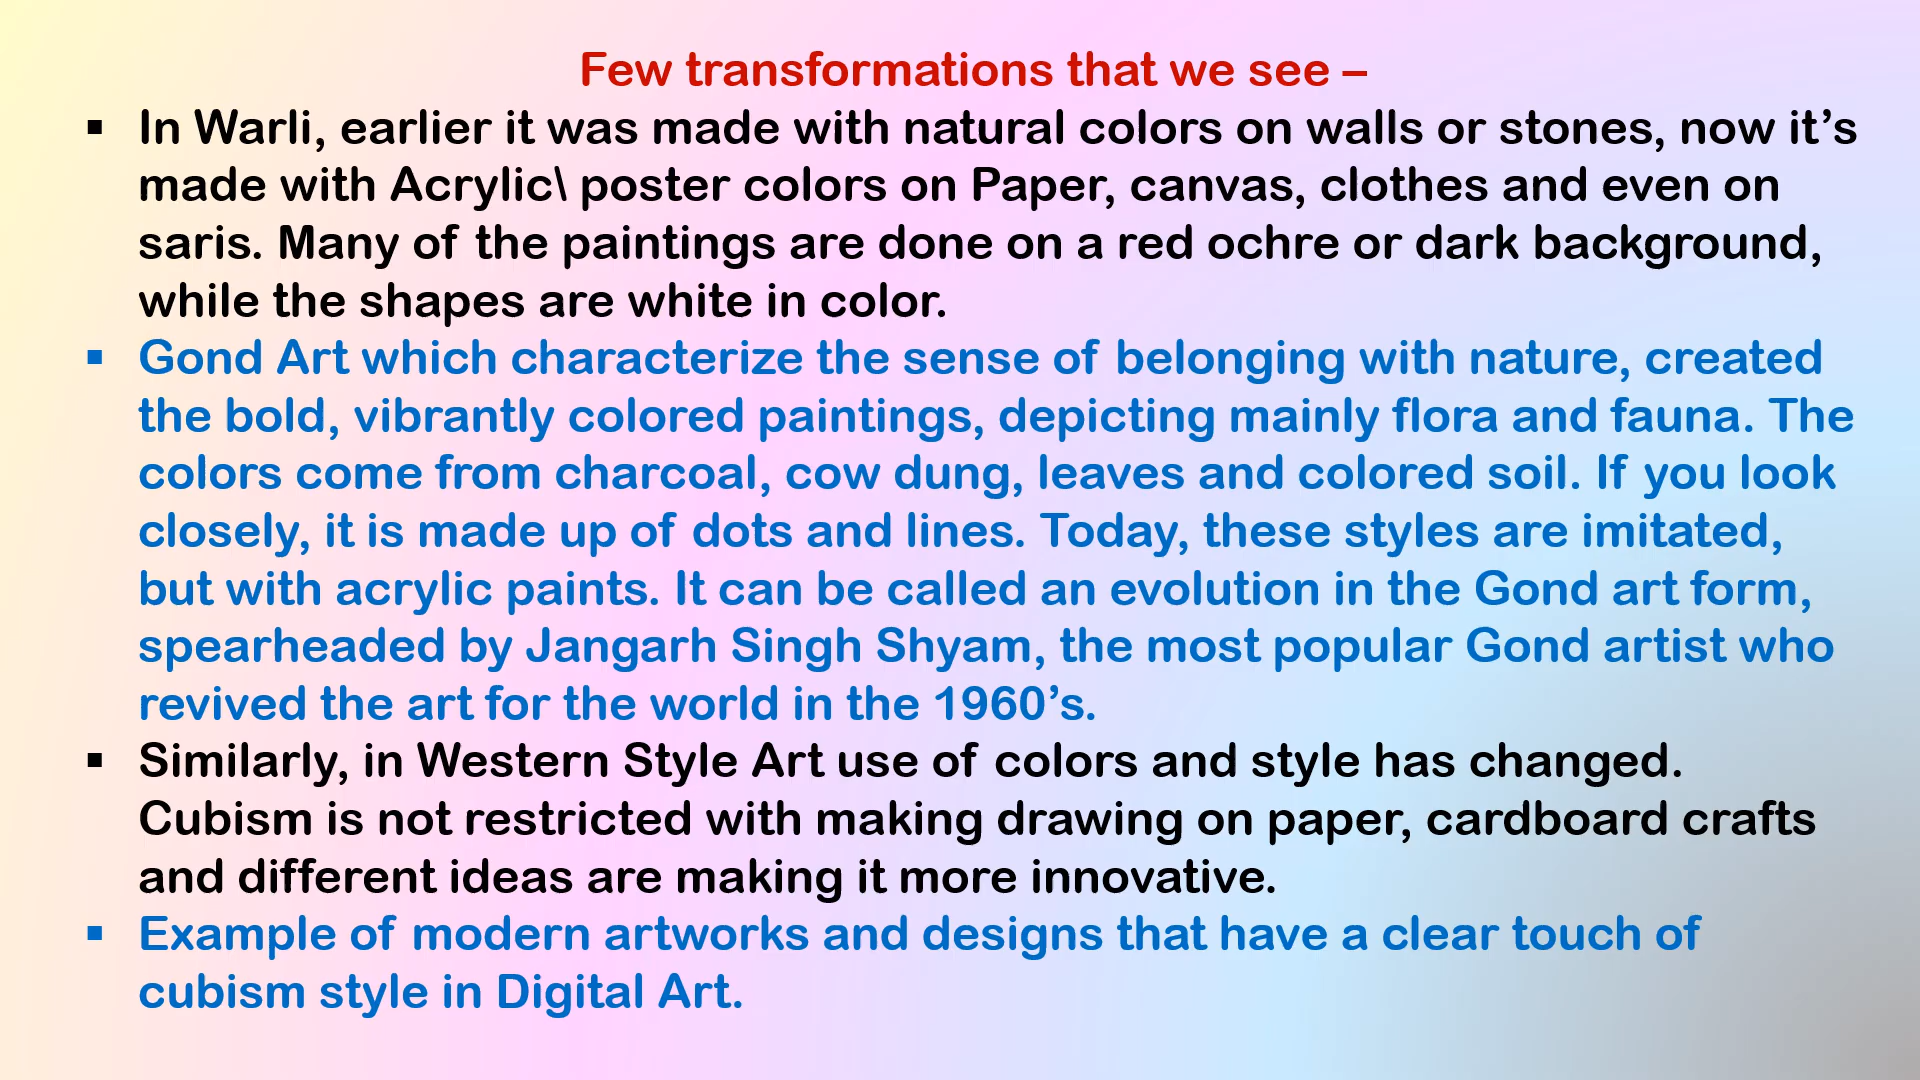 Few transformations that we see –
▪ In Warli, earlier it was made with natural colors on walls or stones, now it’s
made with Acrylic\ poster colors on Paper, canvas, clothes and even on
saris. Many of the paintings are done on a red ochre or dark background,
while the shapes are white in color.
▪ Gond Art which characterize the sense of belonging with nature, created
the bold, vibrantly colored paintings, depicting mainly flora and fauna. The
colors come from charcoal, cow dung, leaves and colored soil. If you look
closely, it is made up of dots and lines. Today, these styles are imitated,
but with acrylic paints. It can be called an evolution in the Gond art form,
spearheaded by Jangarh Singh Shyam, the most popular Gond artist who
revived the art for the world in the 1960’s.
▪ Similarly, in Western Style Art use of colors and style has changed.
Cubism is not restricted with making drawing on paper, cardboard crafts
and different ideas are making it more innovative.
▪ Example of modern artworks and designs that have a clear touch of
cubism style in Digital Art.